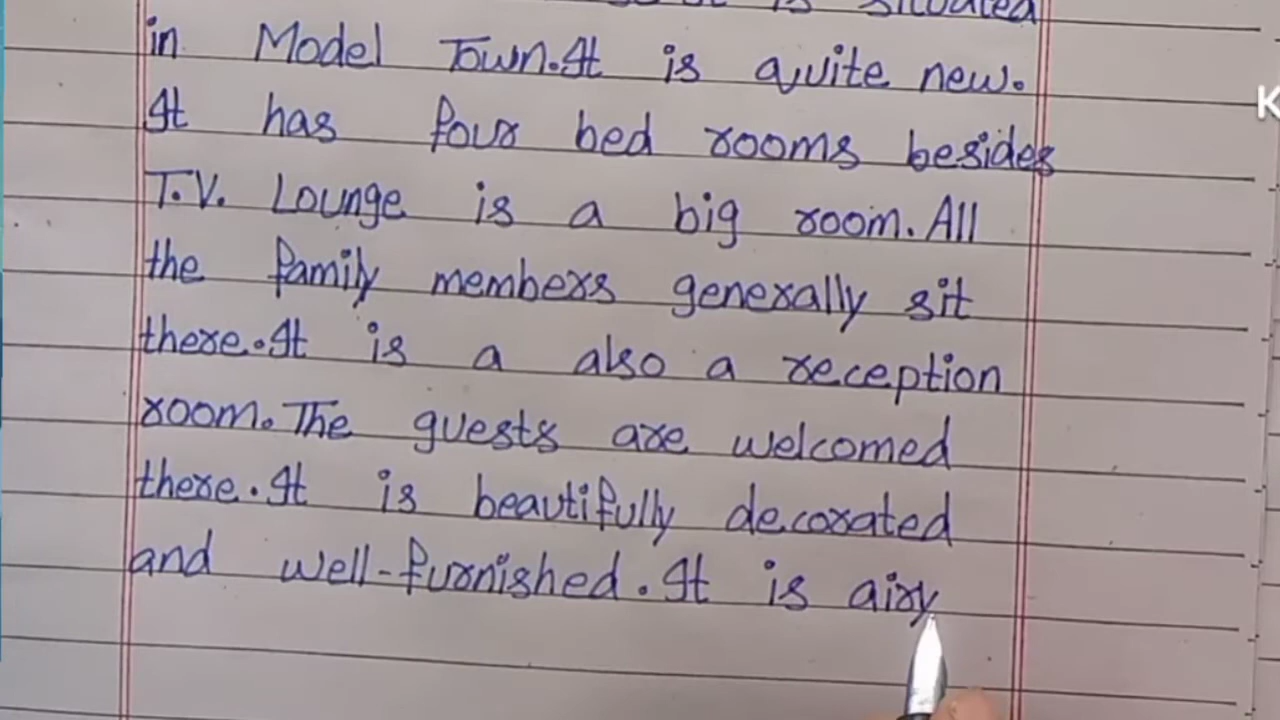 is situated
in Model Town.It is quite new.
It has four bed rooms besides
T.V. Lounge is a big room.All
the family members generally sit
there.It is a also a reception
room.The guests are welcomed
there.It is beautifully decorated
and well-furnished.It is airy
K